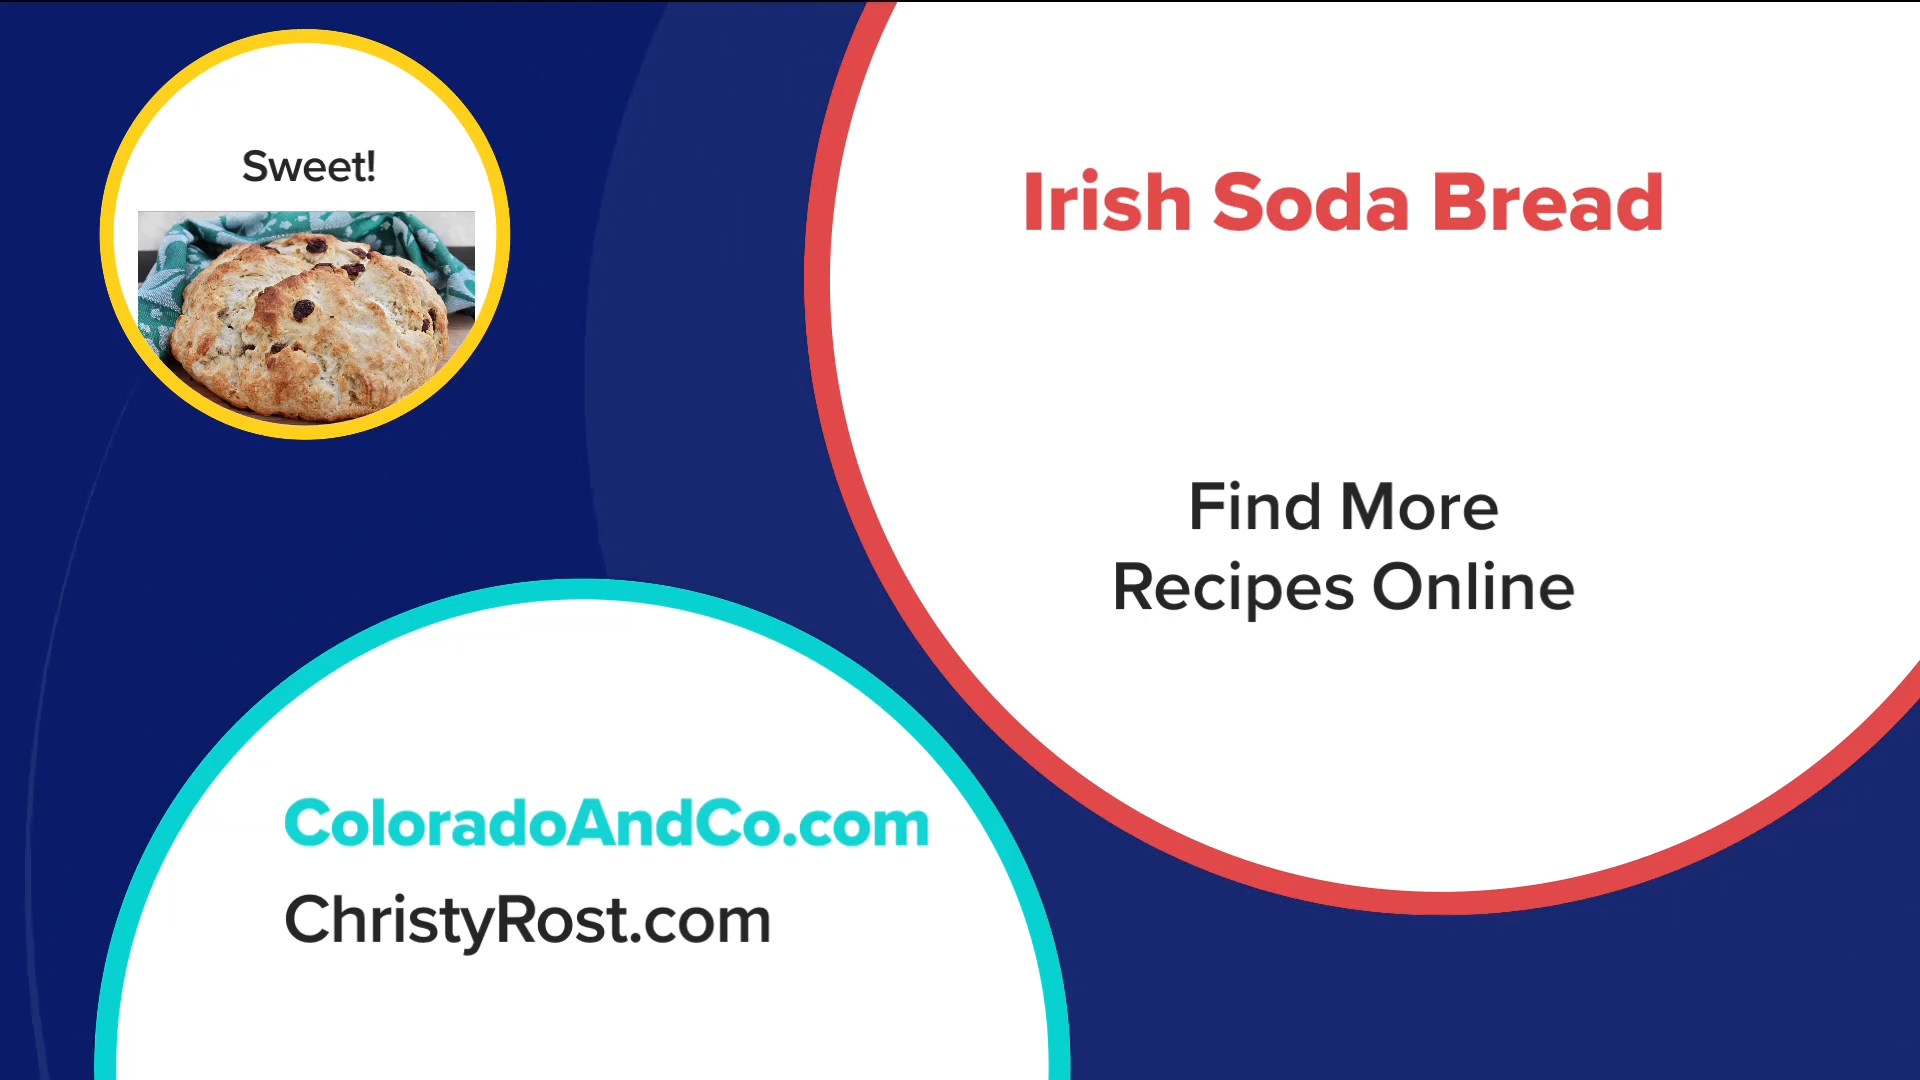 Sweet!
Irish Soda Bread
Find More
Recipes Online
ColoradoAndCo.com
ChristyRost.com